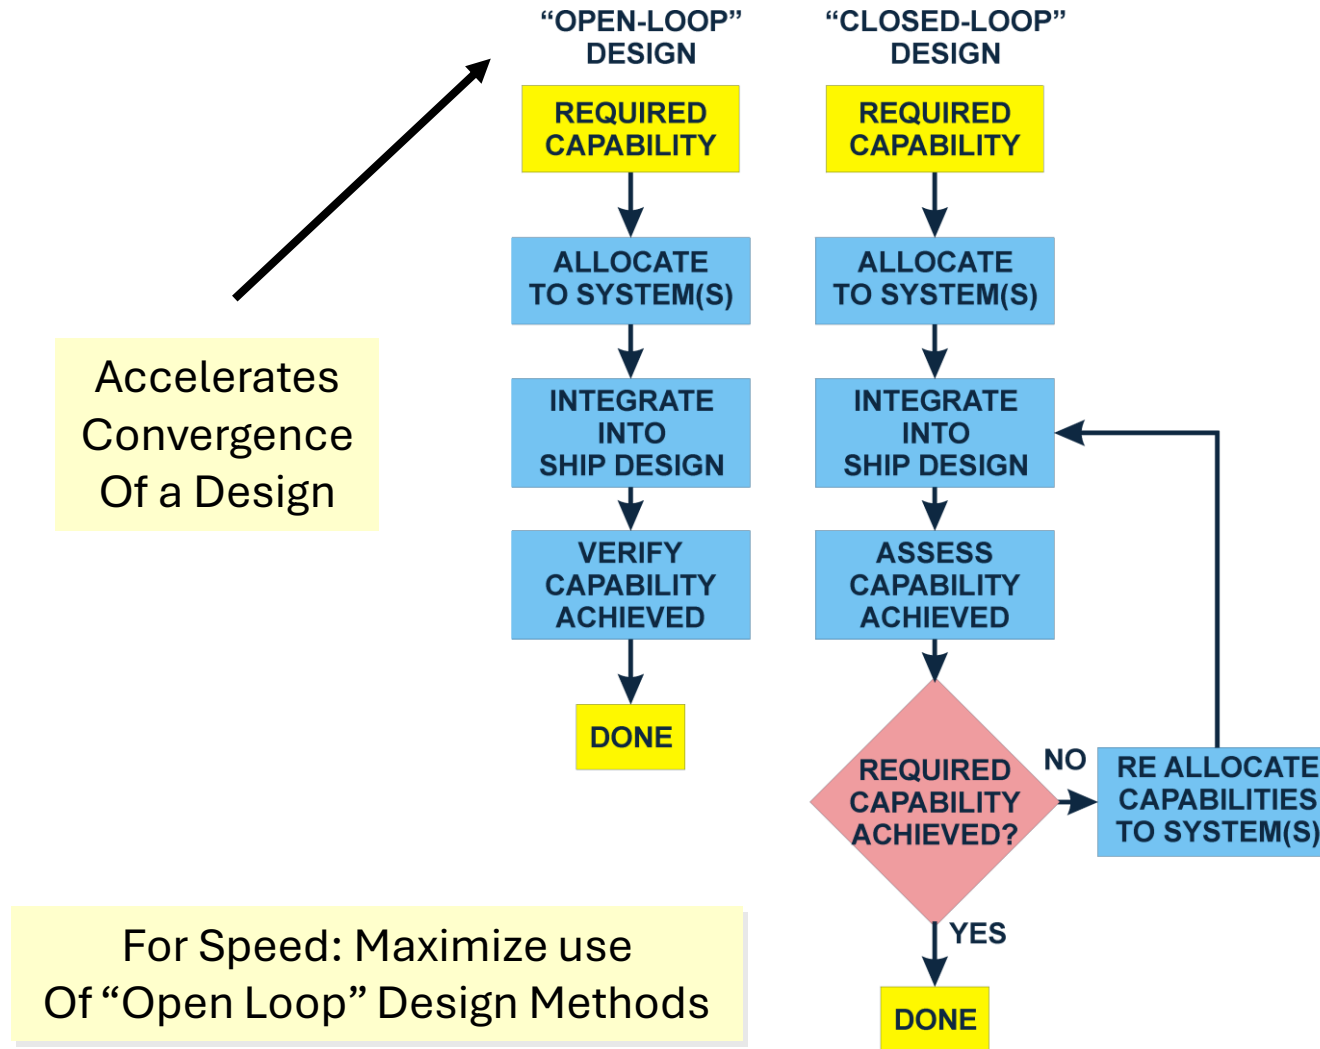 “OPEN-LOOP”
DESIGN
REQUIRED
CAPABILITY
ALLOCATE
TO SYSTEM(S)
INTEGRATE
INTO
SHIP DESIGN
VERIFY
CAPABILITY
ACHIEVED
DONE
“CLOSED-LOOP”
DESIGN
REQUIRED
CAPABILITY
ALLOCATE
TO SYSTEM(S)
INTEGRATE
INTO
SHIP DESIGN
ASSESS
CAPABILITY
ACHIEVED
REQUIRED
CAPABILITY
ACHIEVED?
NO
RE ALLOCATE
CAPABILITIES
TO SYSTEM(S)
YES
DONE
Accelerates
Convergence
Of a Design
For Speed: Maximize use
Of “Open Loop” Design Methods